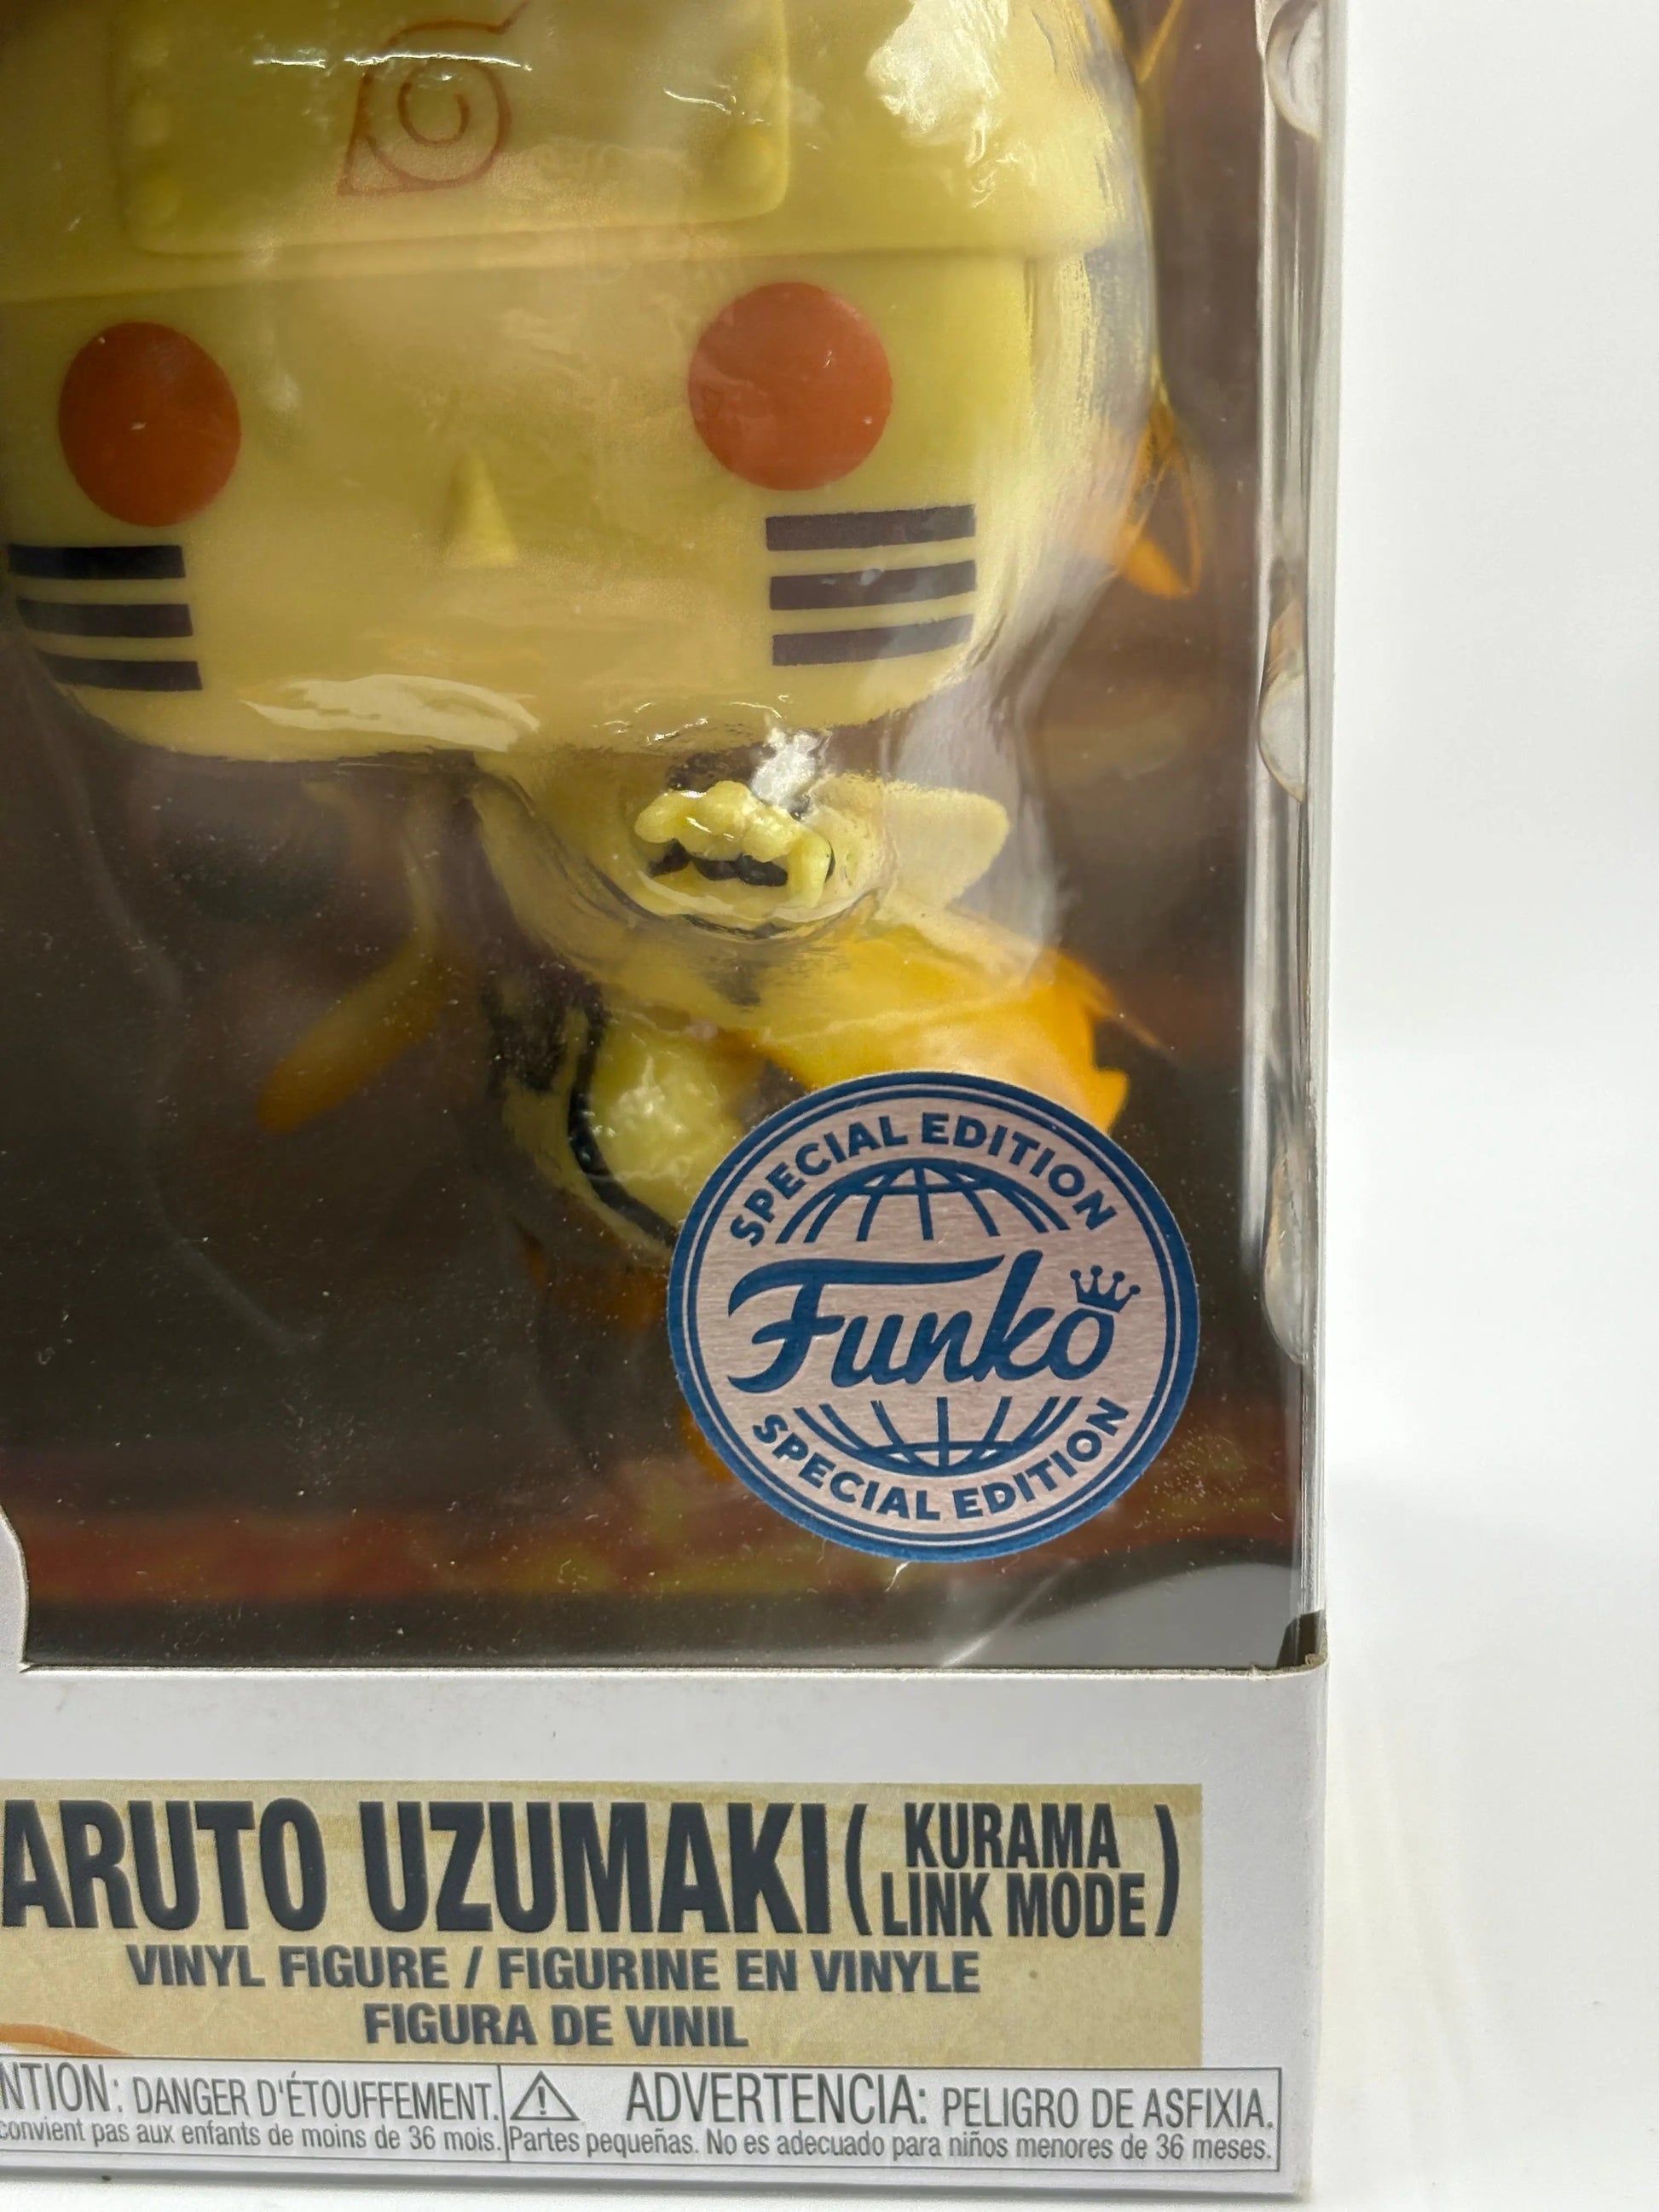 SPECIAL EDITION
Funko
SPECIAL EDITION
ARUTO UZUMAKI (KURAMA LINK MODE)
VINYL FIGURE / FIGURINE EN VINYLE
FIGURA DE VINIL
NTION: DANGER D'ÉTOUFFEMENT.
convient pas aux enfants de moins de 36 mois.
ADVERTENCIA: PELIGRO DE ASFIXIA.
Partes pequeñas. No es adecuado para niños menores de 36 meses.